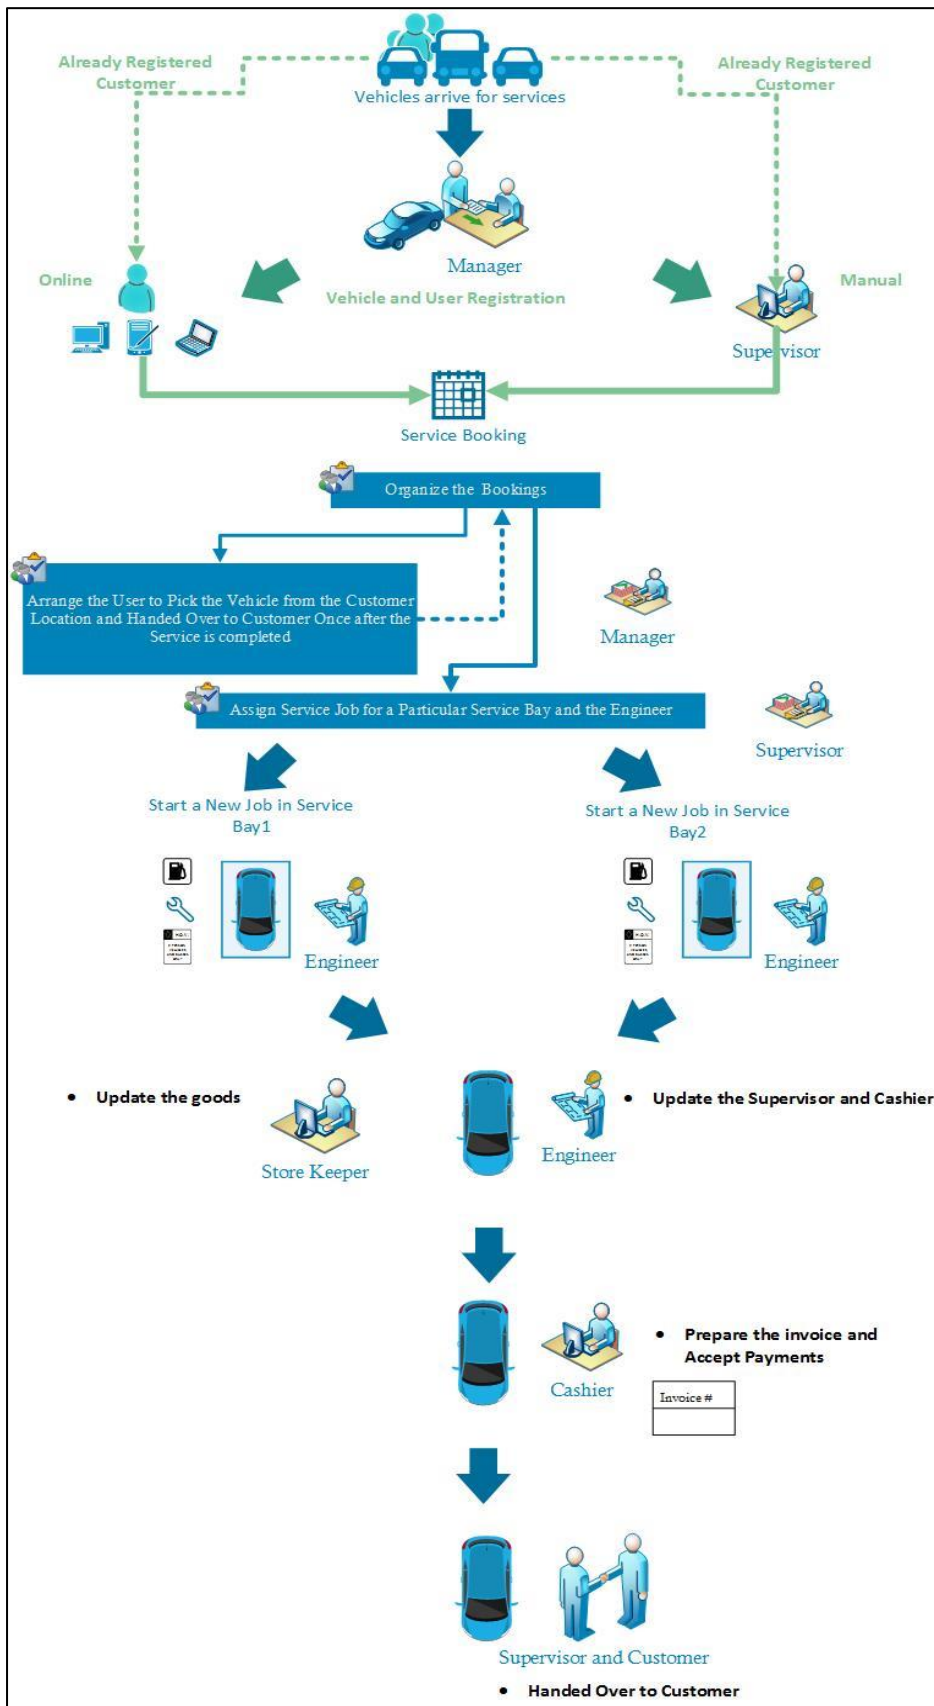 Already Registered
Customer
Already Registered
Customer
Vehicles arrive for services
Manager
Online
Vehicle and User Registration
Manual
Supervisor
Service Booking
Organize the Bookings
Arrange the User to Pick the Vehicle from the Customer
Location and Handed Over to Customer Once after the
Service is completed
Manager
Assign Service Job for a Particular Service Bay and the Engineer
Supervisor
Start a New Job in Service
Bay1
Start a New Job in Service
Bay2
Engineer
Engineer
• Update the goods
Store Keeper
Engineer
• Update the Supervisor and Cashier
Cashier
• Prepare the invoice and
Accept Payments
Invoice #
Supervisor and Customer
• Handed Over to Customer